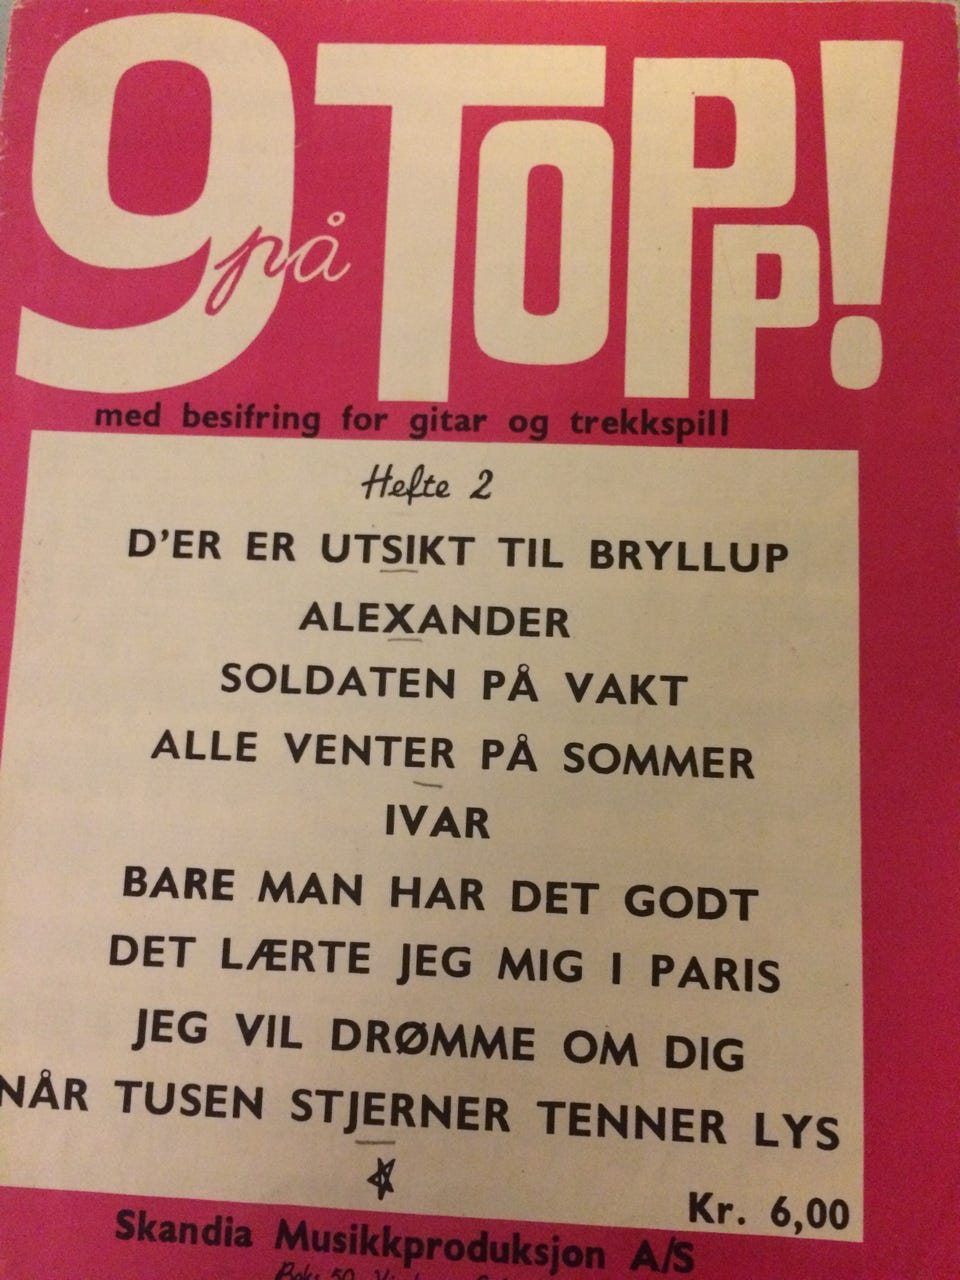 9 på TOPP!
med besifring for gitar og trekkspill
Hefte 2
D'ER ER UTSIKT TIL BRYLLUP
ALEXANDER
SOLDATEN PÅ VAKT
ALLE VENTER PÅ SOMMER
IVAR
BARE MAN HAR DET GODT
DET LÆRTE JEG MIG I PARIS
JEG VIL DRØMME OM DIG
NÅR TUSEN STJERNER TENNER LYS
Kr. 6,00
Skandia Musikkproduksjon A/S
Boks 50